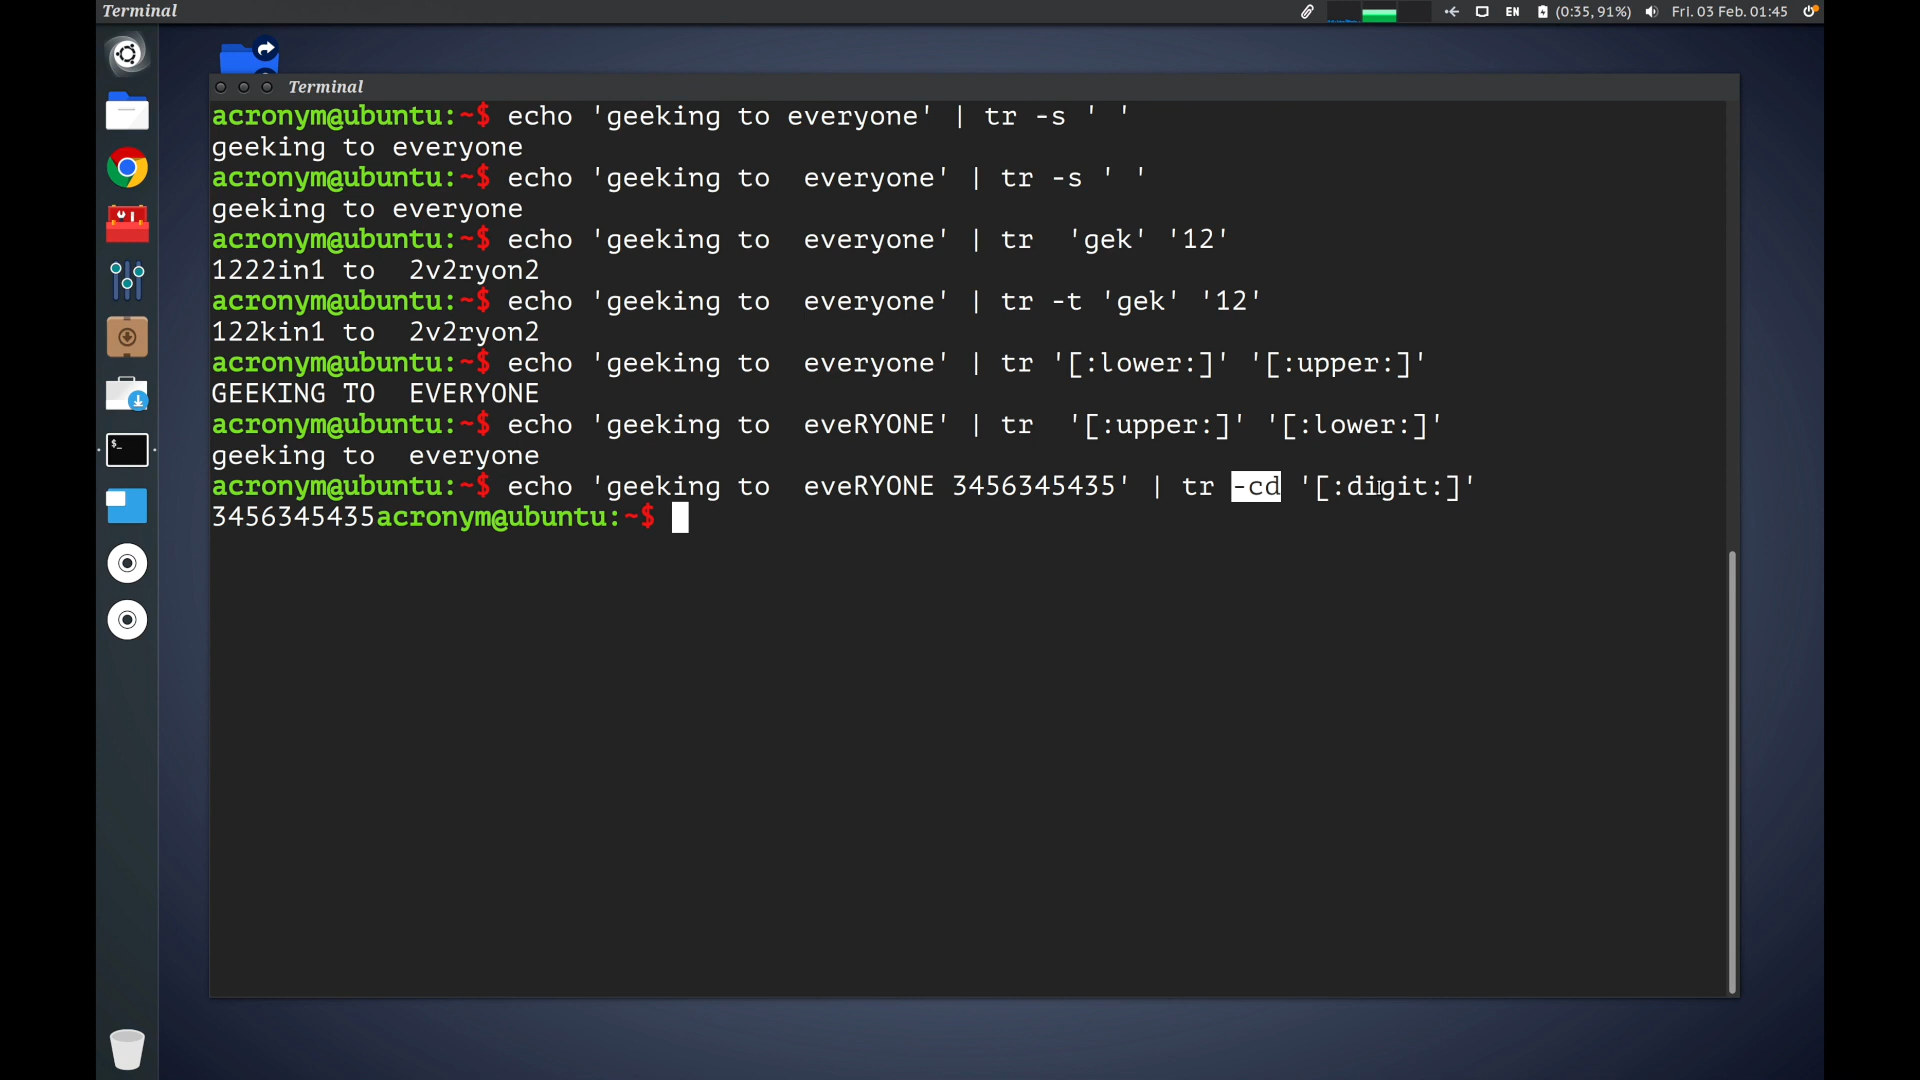 Terminal
EN (0:35, 91%) Fri. 03 Feb. 01:45
Terminal
acronym@ubuntu:~$ echo 'geeking to everyone' | tr -s ' '
geeking to everyone
acronym@ubuntu:~$ echo 'geeking to  everyone' | tr -s ' '
geeking to everyone
acronym@ubuntu:~$ echo 'geeking to  everyone' | tr  'gek' '12'
1222in1 to  2v2ryon2
acronym@ubuntu:~$ echo 'geeking to  everyone' | tr -t 'gek' '12'
122kin1 to  2v2ryon2
acronym@ubuntu:~$ echo 'geeking to  everyone' | tr '[:lower:]' '[:upper:]'
GEEKING TO  EVERYONE
acronym@ubuntu:~$ echo 'geeking to  eveRYONE' | tr  '[:upper:]' '[:lower:]'
geeking to  everyone
acronym@ubuntu:~$ echo 'geeking to  eveRYONE 3456345435' | tr -cd '[:digit:]'
3456345435acronym@ubuntu:~$
$_